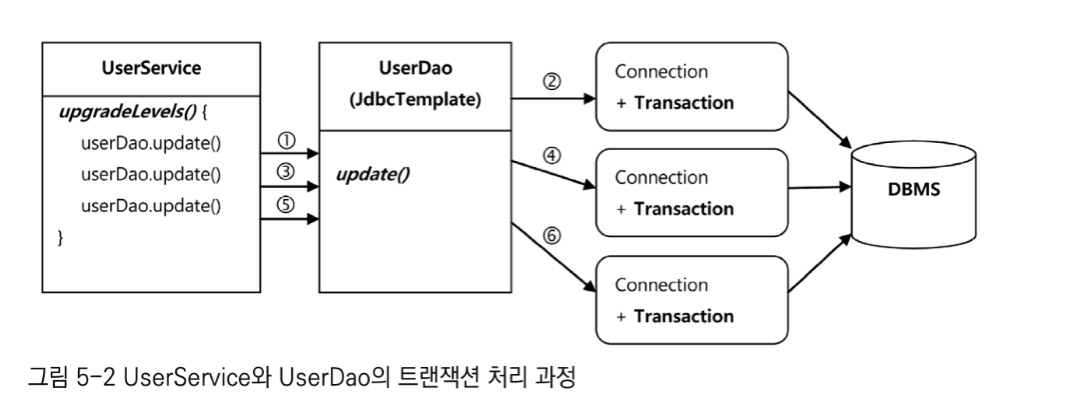 UserService
upgradeLevels() {
userDao.update()
userDao.update()
userDao.update()
}
①
③
⑤
UserDao
(JdbcTemplate)
update()
②
④
⑥
Connection
+ Transaction
Connection
+ Transaction
Connection
+ Transaction
DBMS
그림 5-2 UserService와 UserDao의 트랜잭션 처리 과정